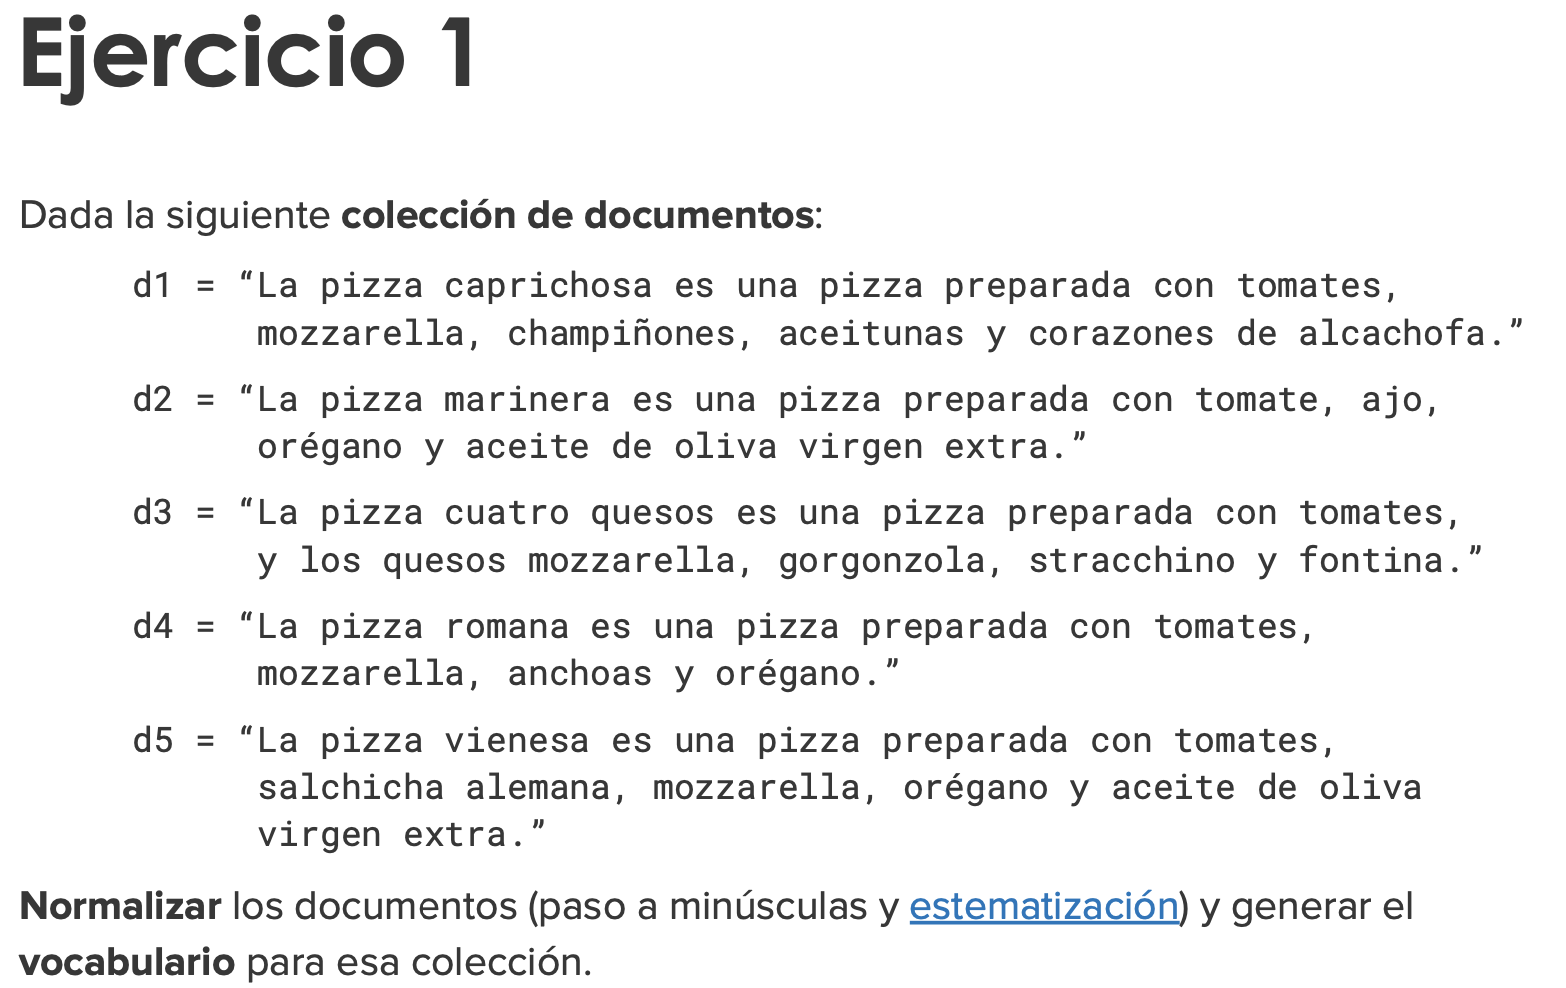 Ejercicio 1
Dada la siguiente colección de documentos:
d1 = “La pizza caprichosa es una pizza preparada con tomates,
mozzarella, champiñones, aceitunas y corazones de alcachofa.”
d2 = “La pizza marinera es una pizza preparada con tomate, ajo,
orégano y aceite de oliva virgen extra.”
d3 = “La pizza cuatro quesos es una pizza preparada con tomates,
y los quesos mozzarella, gorgonzola, stracchino y fontina.”
d4 = “La pizza romana es una pizza preparada con tomates,
mozzarella, anchoas y orégano.”
d5 = “La pizza vienesa es una pizza preparada con tomates,
salchicha alemana, mozzarella, orégano y aceite de oliva
virgen extra.”
Normalizar los documentos (paso a minúsculas y estematización) y generar el
vocabulario para esa colección.